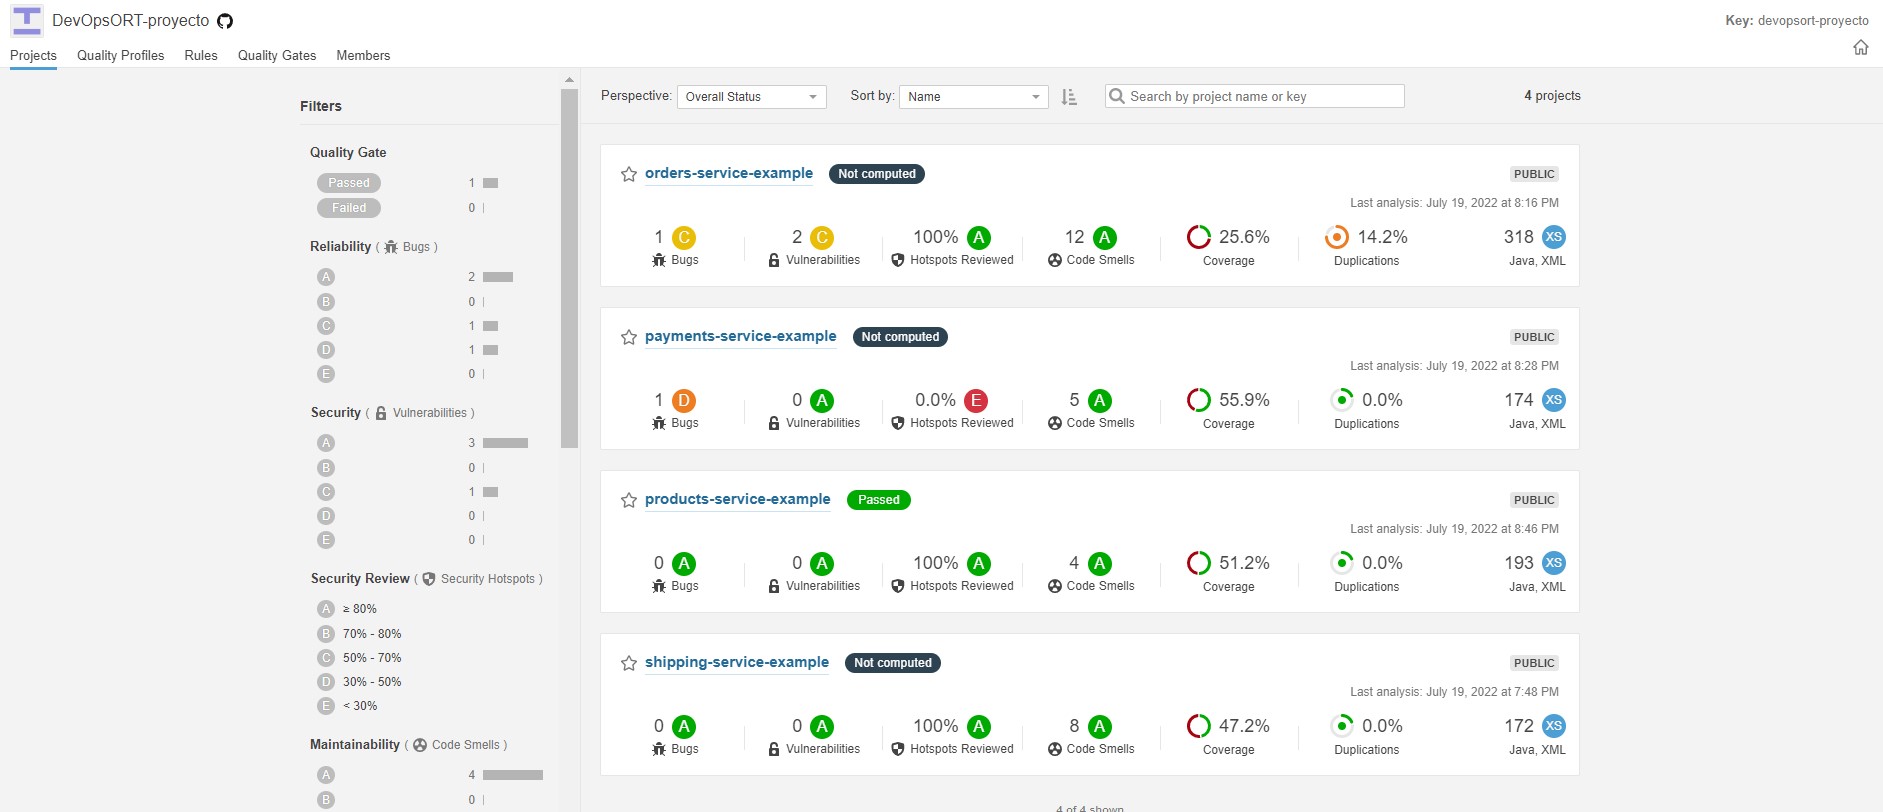 DevOpsORT-proyecto
Key: devopsort-proyecto
Projects Quality Profiles Rules Quality Gates Members
Filters
Quality Gate
Passed 1
Failed 0
Reliability ( Bugs )
A 2
B 0
C 1
D 1
E 0
Security ( Vulnerabilities )
A 3
B 0
C 1
D 0
E 0
Security Review ( Security Hotspots )
A ≥ 80%
B 70% - 80%
C 50% - 70%
D 30% - 50%
E < 30%
Maintainability ( Code Smells )
A 4
B 0
Perspective: Overall Status Sort by: Name Search by project name or key 4 projects
orders-service-example Not computed PUBLIC
Last analysis: July 19, 2022 at 8:16 PM
1 C 2 C 100% A 12 A 25.6% 14.2% 318 XS
Bugs Vulnerabilities Hotspots Reviewed Code Smells Coverage Duplications Java, XML
payments-service-example Not computed PUBLIC
Last analysis: July 19, 2022 at 8:28 PM
1 D 0 A 0.0% E 5 A 55.9% 0.0% 174 XS
Bugs Vulnerabilities Hotspots Reviewed Code Smells Coverage Duplications Java, XML
products-service-example Passed PUBLIC
Last analysis: July 19, 2022 at 8:46 PM
0 A 0 A 100% A 4 A 51.2% 0.0% 193 XS
Bugs Vulnerabilities Hotspots Reviewed Code Smells Coverage Duplications Java, XML
shipping-service-example Not computed PUBLIC
Last analysis: July 19, 2022 at 7:48 PM
0 A 0 A 100% A 8 A 47.2% 0.0% 172 XS
Bugs Vulnerabilities Hotspots Reviewed Code Smells Coverage Duplications Java, XML
4 of 4 shown